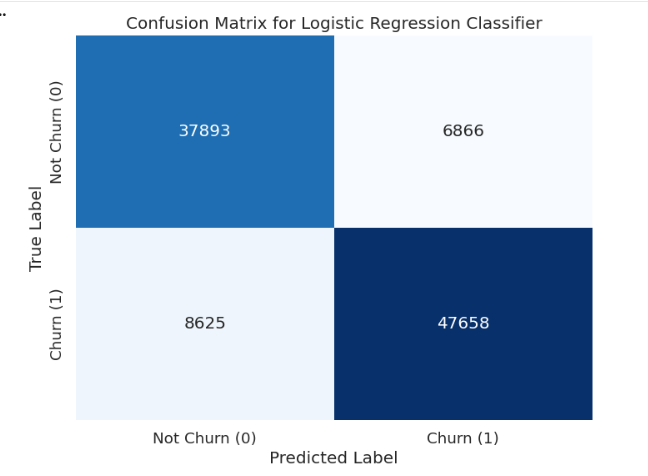 ..
Confusion Matrix for Logistic Regression Classifier
True Label
Not Churn (0)
37893 6866
Churn (1)
8625 47658
Not Churn (0) Churn (1)
Predicted Label